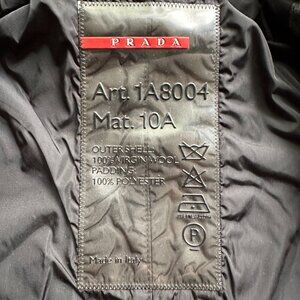 PRADA
Art. 1A8004
Mat. 10A
OUTERSHELL:
100% VIRGIN WOOL
PADDING:
100% POLYESTER
P
Made in Italy